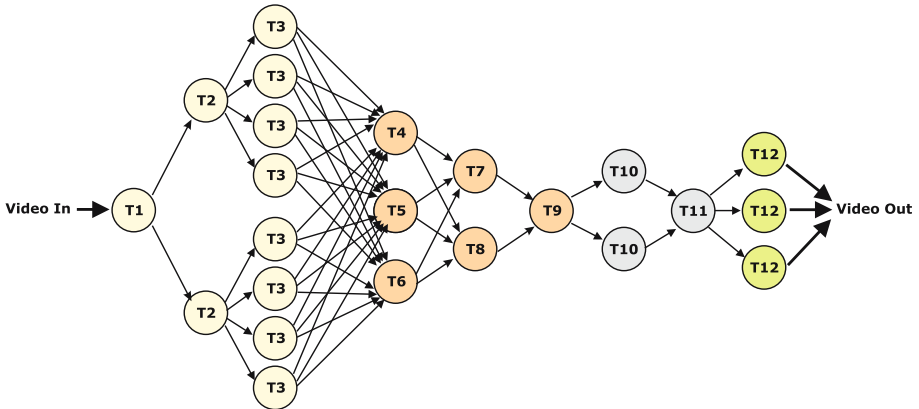 Video In
T1
T2
T2
T3
T3
T3
T3
T3
T3
T3
T3
T4
T5
T6
T7
T8
T9
T10
T10
T11
T12
T12
T12
Video Out